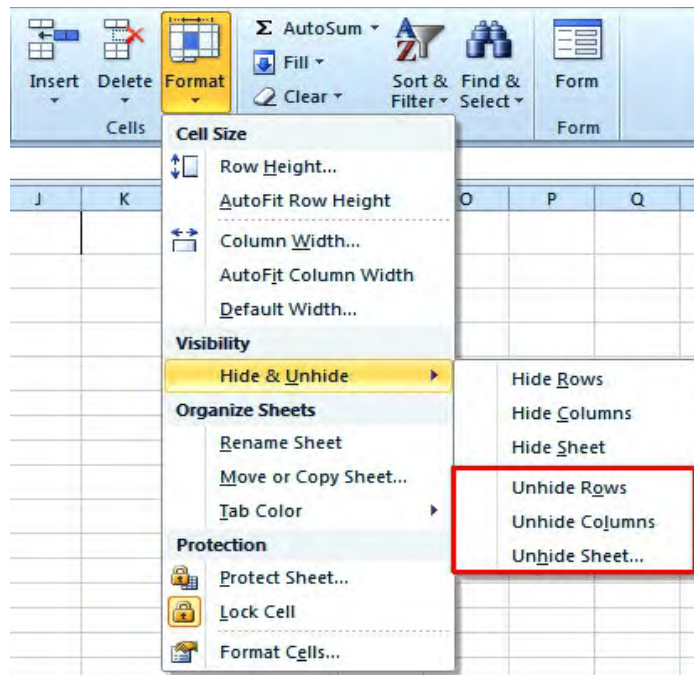 Σ AutoSum
Fill
Clear
Insert Delete Format
Sort & Filter
Find & Select
Form
Cells
Form
J K O P Q
Cell Size
Row Height...
AutoFit Row Height
Column Width...
AutoFit Column Width
Default Width...
Visibility
Hide & Unhide
Organize Sheets
Rename Sheet
Move or Copy Sheet...
Tab Color
Protection
Protect Sheet...
Lock Cell
Format Cells...
Hide Rows
Hide Columns
Hide Sheet
Unhide Rows
Unhide Columns
Unhide Sheet...